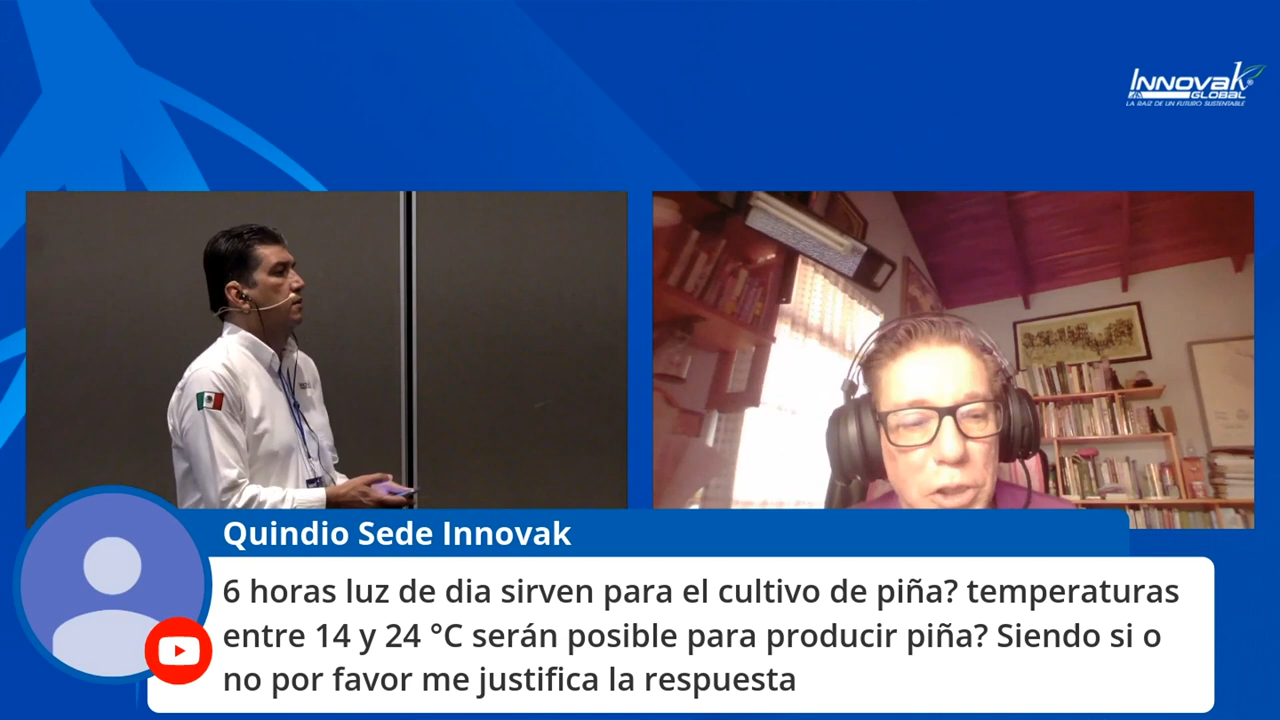 Innovak
GLOBAL
LA RAÍZ DE UN FUTURO SUSTENTABLE
Quindio Sede Innovak
6 horas luz de dia sirven para el cultivo de piña? temperaturas
entre 14 y 24 °C serán posible para producir piña? Siendo si o
no por favor me justifica la respuesta